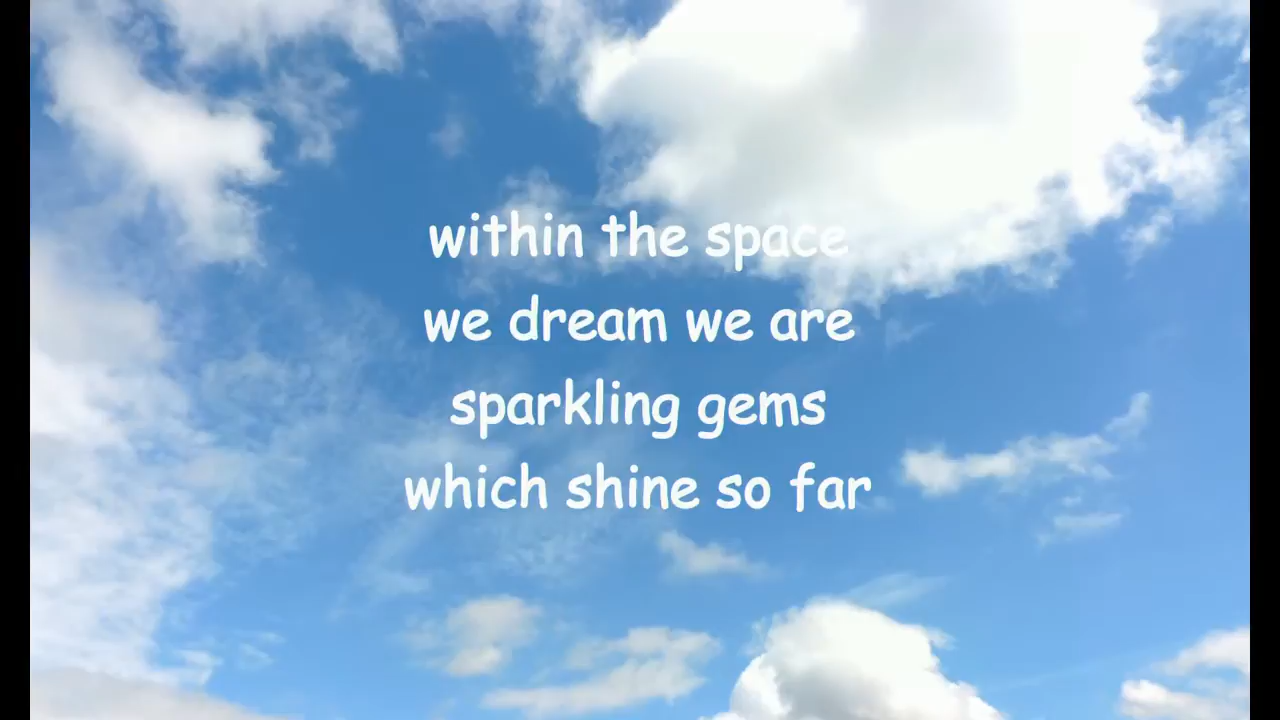 within the space
we dream we are
sparkling gems
which shine so far